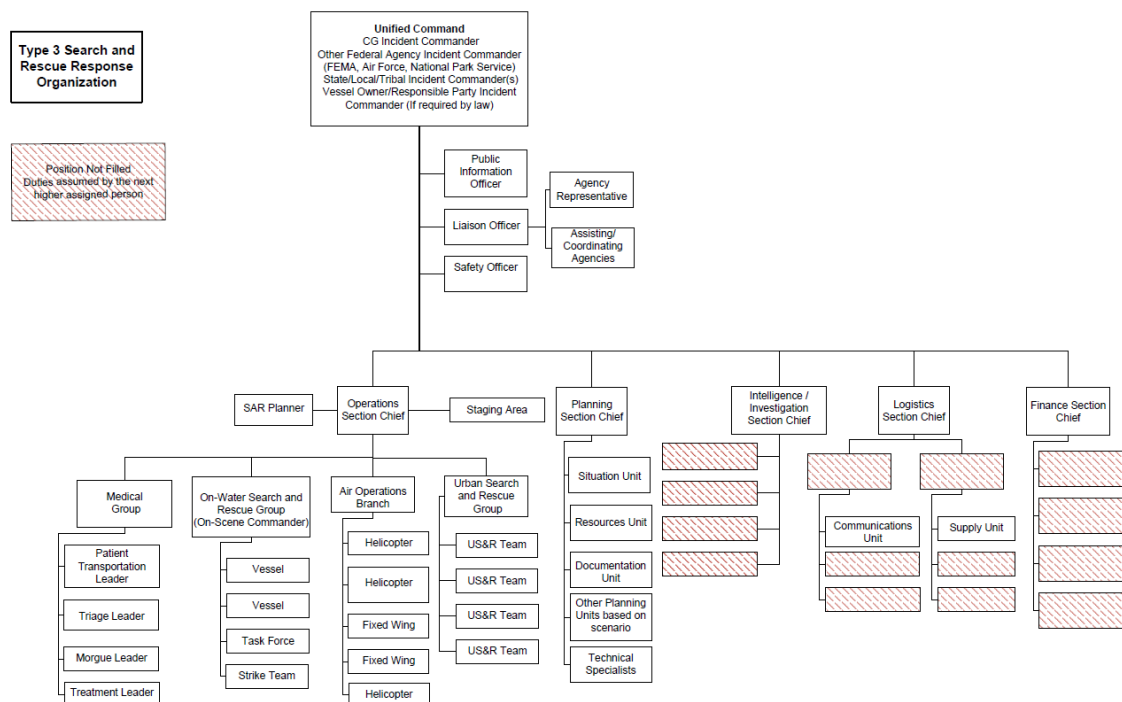 Type 3 Search and
Rescue Response
Organization
Position Not Filled
Duties assumed by the next
higher assigned person
Unified Command
CG Incident Commander
Other Federal Agency Incident Commander
(FEMA, Air Force, National Park Service)
State/Local/Tribal Incident Commander(s)
Vessel Owner/Responsible Party Incident
Commander (If required by law)
Public
Information
Officer
Liaison Officer
Agency
Representative
Assisting/
Coordinating
Agencies
Safety Officer
SAR Planner
Operations
Section Chief
Staging Area
Planning
Section Chief
Intelligence /
Investigation
Section Chief
Logistics
Section Chief
Finance Section
Chief
Medical
Group
Patient
Transportation
Leader
Triage Leader
Morgue Leader
Treatment Leader
On-Water Search and
Rescue Group
(On-Scene Commander)
Vessel
Vessel
Task Force
Strike Team
Air Operations
Branch
Helicopter
Helicopter
Fixed Wing
Fixed Wing
Helicopter
Urban Search
and Rescue
Group
US&R Team
US&R Team
US&R Team
US&R Team
Situation Unit
Resources Unit
Documentation
Unit
Other Planning
Units based on
scenario
Technical
Specialists
Communications
Unit
Supply Unit